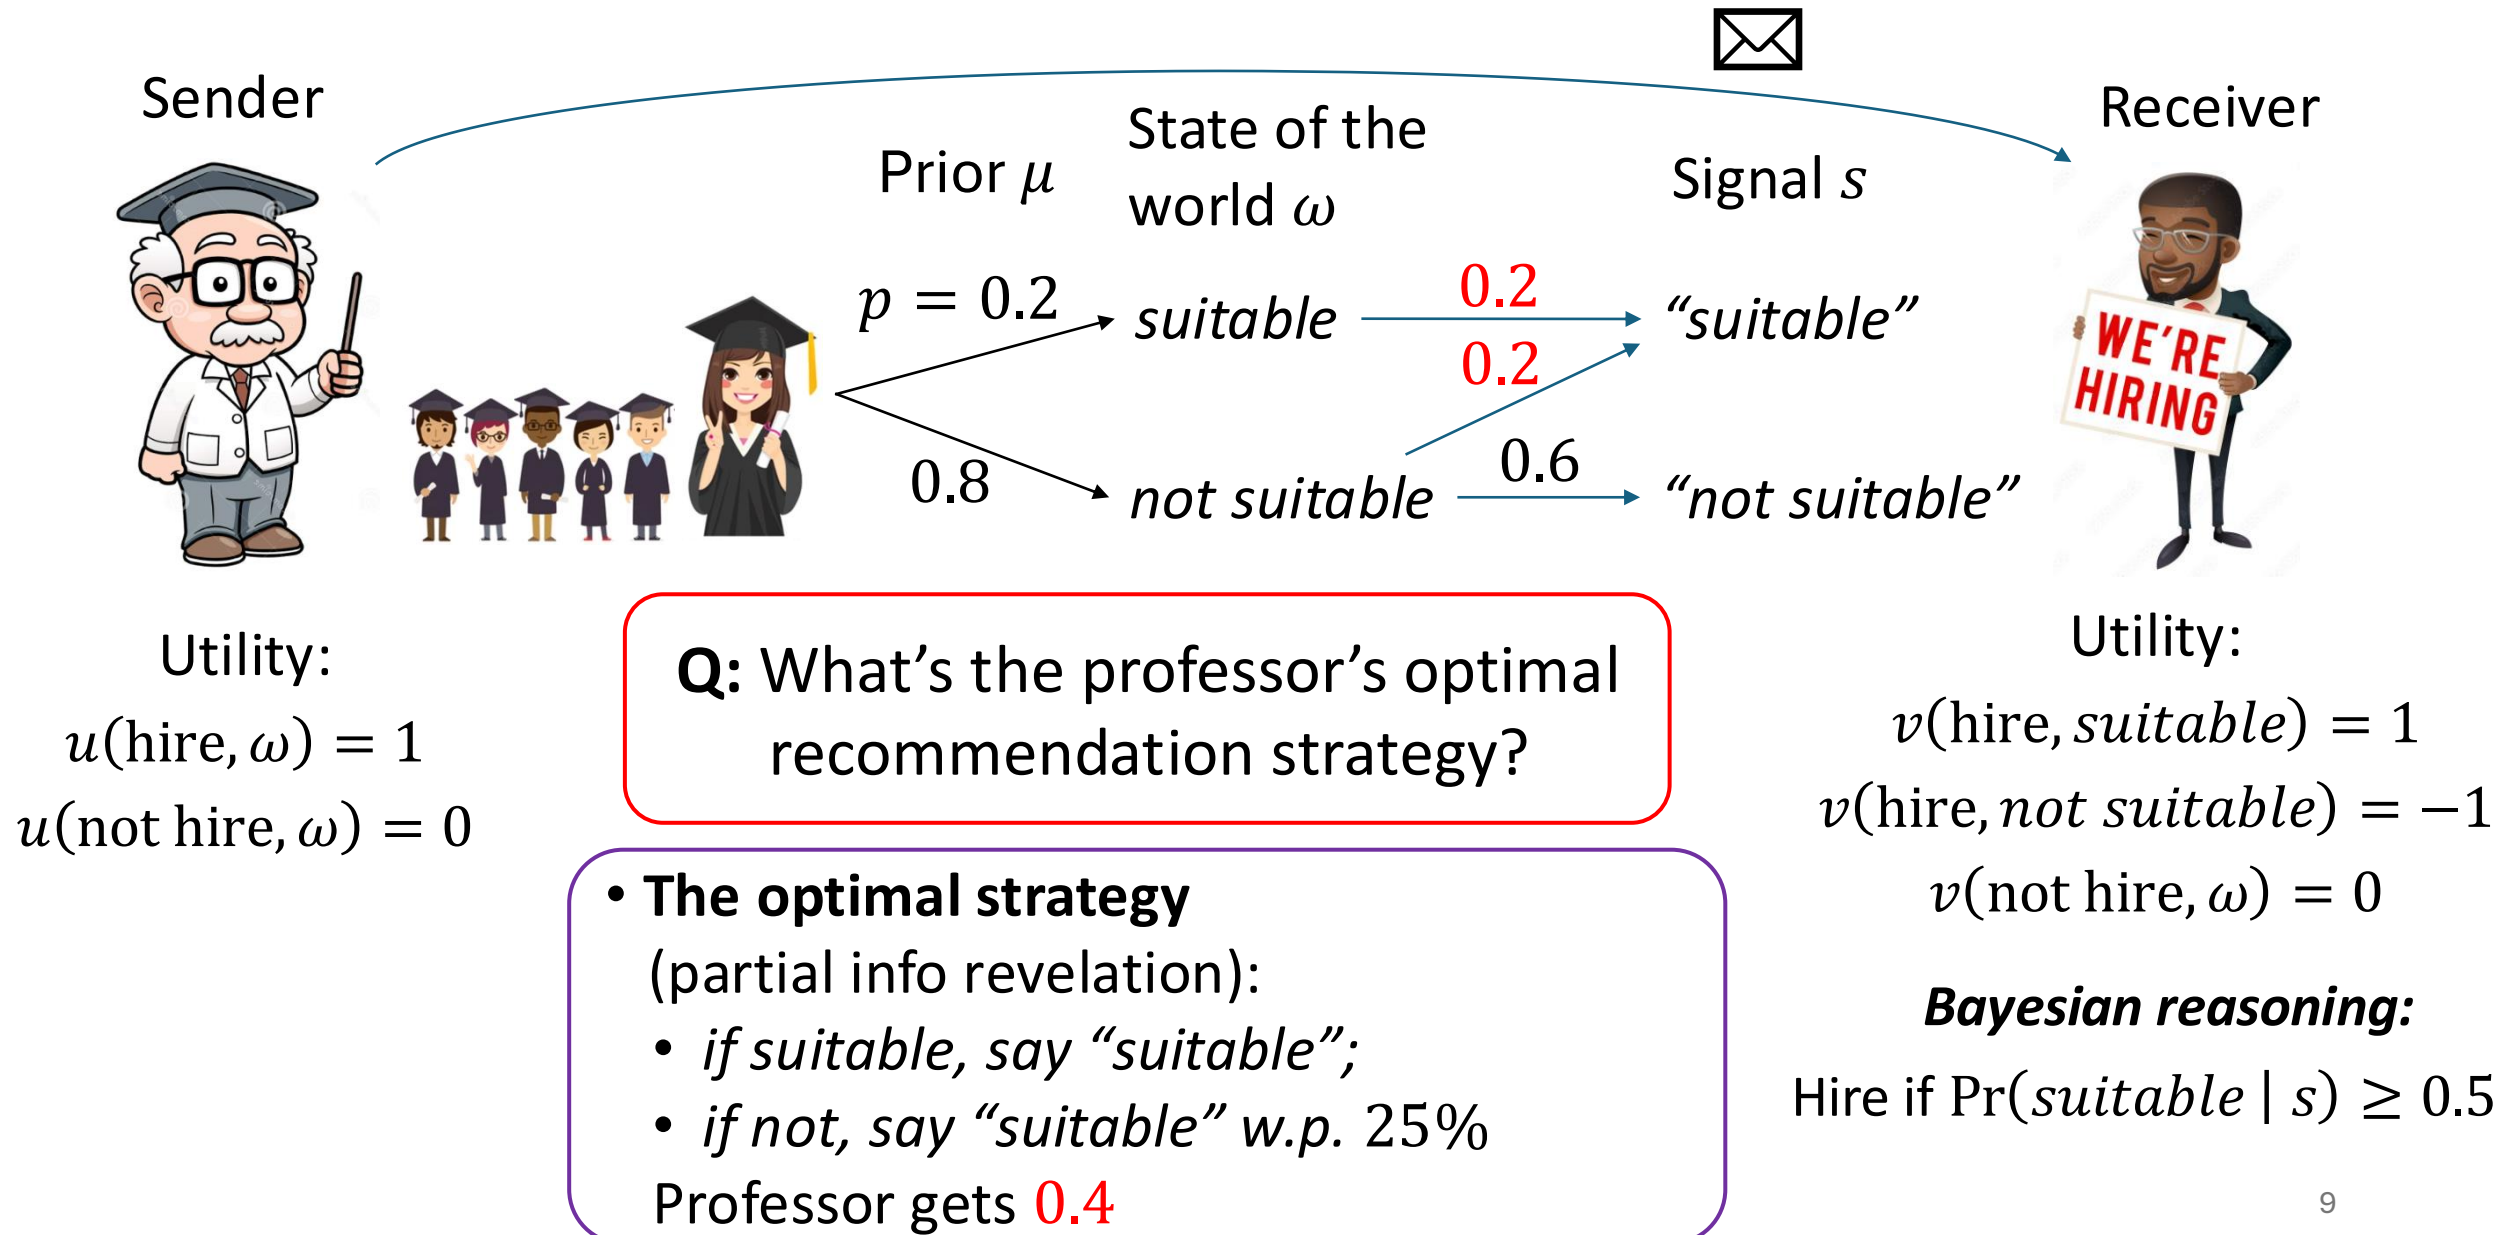 Sender
Receiver
State of the
world ω
Prior μ
Signal s
p = 0.2
suitable
0.2
“suitable”
0.2
0.8
not suitable
0.6
“not suitable”
WE'RE
HIRING
Utility:
u(hire, ω) = 1
u(not hire, ω) = 0
Q: What’s the professor’s optimal
recommendation strategy?
Utility:
v(hire, suitable) = 1
v(hire, not suitable) = −1
v(not hire, ω) = 0
• The optimal strategy
(partial info revelation):
• if suitable, say “suitable”;
• if not, say “suitable” w.p. 25%
Professor gets 0.4
Bayesian reasoning:
Hire if Pr(suitable | s) ≥ 0.5
9